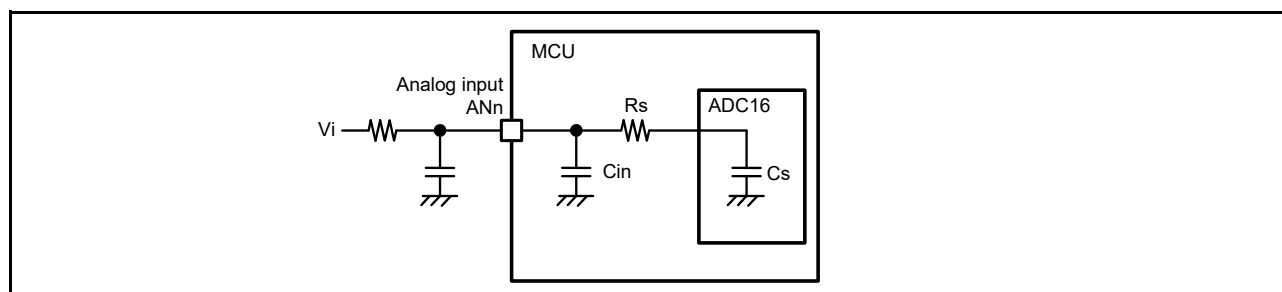 MCU
Analog input
ANn
Rs
ADC16
Vi
Cin
Cs